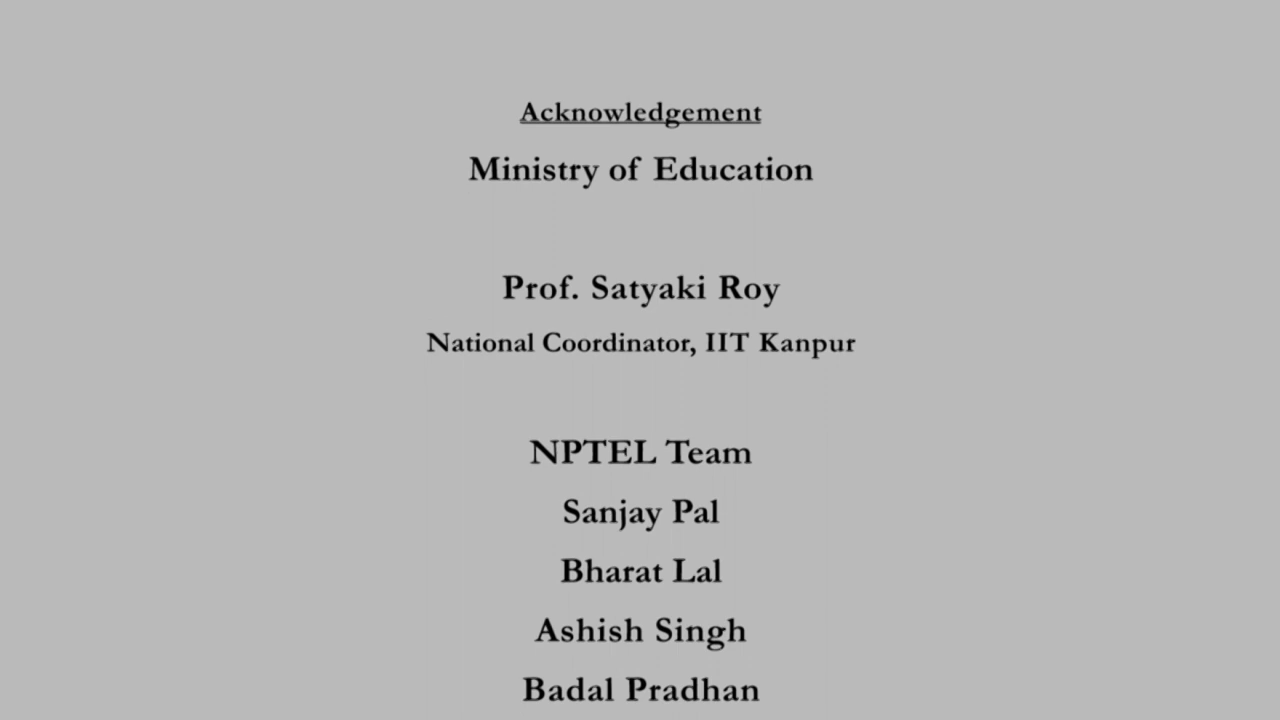 Acknowledgement
Ministry of Education
Prof. Satyaki Roy
National Coordinator, IIT Kanpur
NPTEL Team
Sanjay Pal
Bharat Lal
Ashish Singh
Badal Pradhan